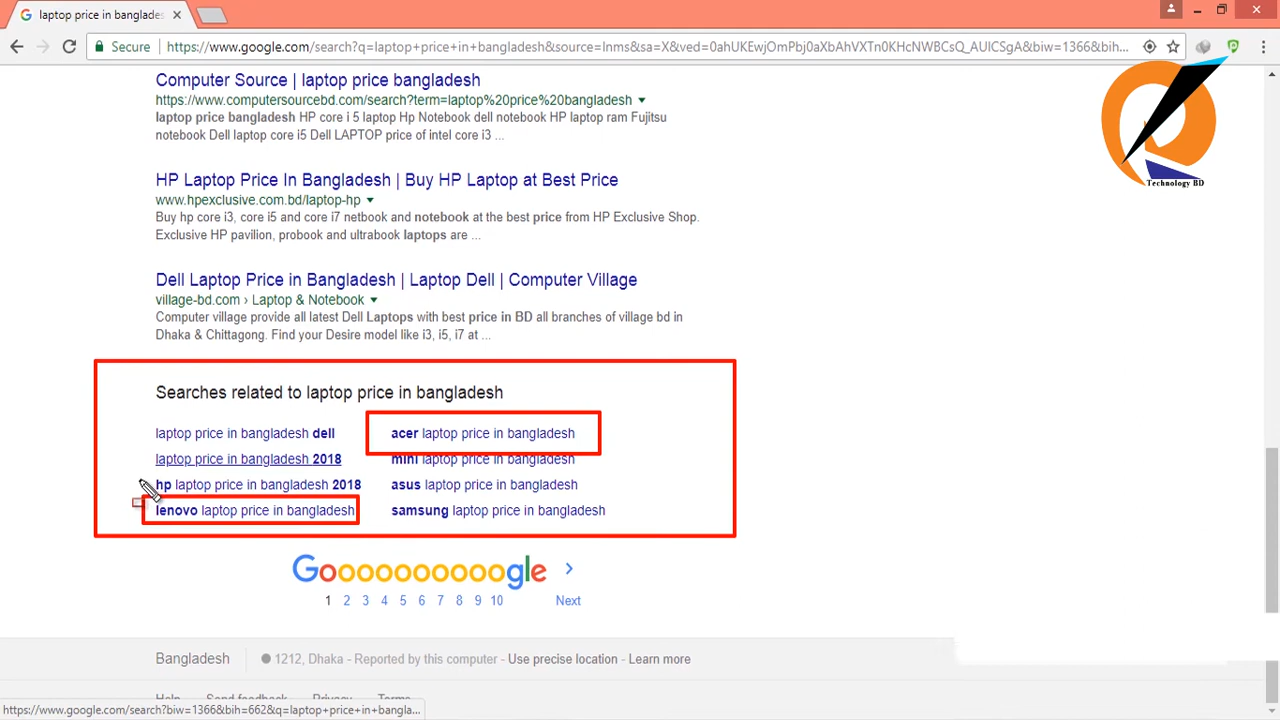 laptop price in banglades
Secure https://www.google.com/search?q=laptop+price+in+bangladesh&source=lnms&sa=X&ved=0ahUKEwjOmPbj0aXbAhVXTn0KHcNWBCsQ_AUICSgA&biw=1366&bih...
Technology BD
Computer Source | laptop price bangladesh
https://www.computersourcebd.com/search?term=laptop%20price%20bangladesh
laptop price bangladesh HP core i 5 laptop Hp Notebook dell notebook HP laptop ram Fujitsu
notebook Dell laptop core i5 Dell LAPTOP price of intel core i3 ...
HP Laptop Price In Bangladesh | Buy HP Laptop at Best Price
www.hpexclusive.com.bd/laptop-hp
Buy hp core i3, core i5 and core i7 netbook and notebook at the best price from HP Exclusive Shop.
Exclusive HP pavilion, probook and ultrabook laptops are ...
Dell Laptop Price in Bangladesh | Laptop Dell | Computer Village
village-bd.com › Laptop & Notebook
Computer village provide all latest Dell Laptops with best price in BD all branches of village bd in
Dhaka & Chittagong. Find your Desire model like i3, i5, i7 at ...
Searches related to laptop price in bangladesh
laptop price in bangladesh dell
acer laptop price in bangladesh
laptop price in bangladesh 2018
mini laptop price in bangladesh
hp laptop price in bangladesh 2018
asus laptop price in bangladesh
lenovo laptop price in bangladesh
samsung laptop price in bangladesh
Goooooooooogle
1 2 3 4 5 6 7 8 9 10 Next
Bangladesh 1212, Dhaka - Reported by this computer - Use precise location - Learn more
Help Send feedback Privacy Terms
https://www.google.com/search?biw=1366&bih=662&q=laptop+price+in+bangla...